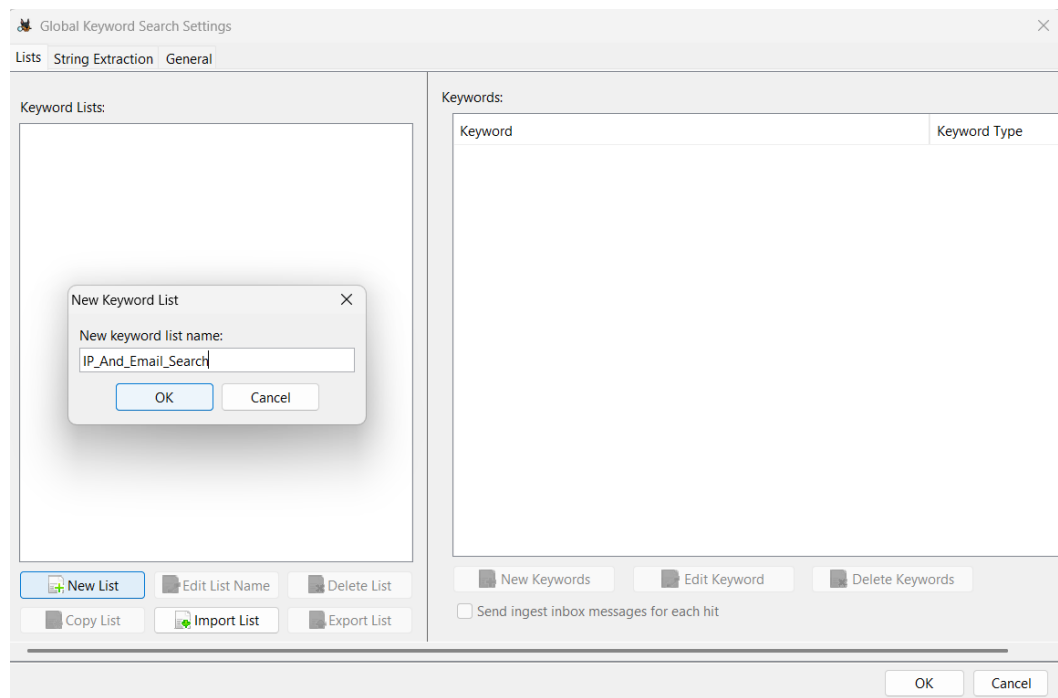 Global Keyword Search Settings
Lists String Extraction General
Keyword Lists:
New Keyword List
New keyword list name:
IP_And_Email_Search
OK Cancel
New List Edit List Name Delete List
Copy List Import List Export List
Keywords:
Keyword Keyword Type
New Keywords Edit Keyword Delete Keywords
Send ingest inbox messages for each hit
OK Cancel